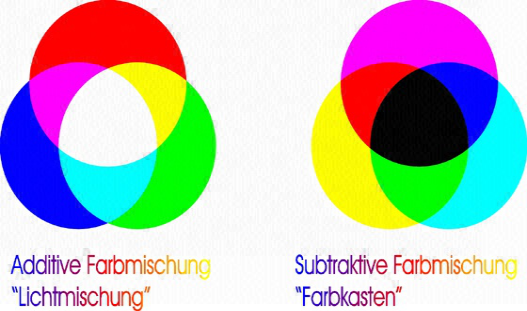 Additive Farbmischung
"Lichtmischung"
Subtraktive Farbmischung
"Farbkasten"